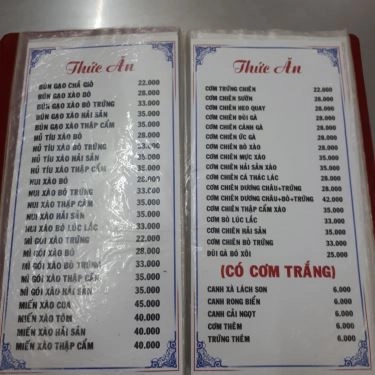 Thức Ăn
BÚN GẠO CHẢ GIÒ 22.000
BÚN GẠO XÀO BÒ 28.000
BÚN GẠO XÀO BÒ TRỨNG 33.000
BÚN GẠO XÀO HẢI SẢN 35.000
BÚN GẠO XÀO THẬP CẨM 35.000
HỦ TÍU XÀO BÒ 28.000
HỦ TÍU XÀO BÒ TRỨNG 33.000
HỦ TÍU XÀO HẢI SẢN 35.000
HỦ TÍU XÀO THẬP CẨM 35.000
NUI XÀO BÒ 28.000
NUI XÀO BÒ TRỨNG 33.000
NUI XÀO THẬP CẨM 35.000
NUI XÀO HẢI SẢN 35.000
NUI XÀO BÒ LÚC LẮC 33.000
MÌ GÓI XÀO TRỨNG 22.000
MÌ GÓI XÀO BÒ 28.000
MÌ GÓI XÀO BÒ TRỨNG 33.000
MÌ GÓI XÀO THẬP CẨM 35.000
MÌ GÓI XÀO HẢI SẢN 35.000
MIẾN XÀO CUA 45.000
MIẾN XÀO TÔM 40.000
MIẾN XÀO HẢI SẢN 40.000
MIẾN XÀO THẬP CẨM 40.000
Thức Ăn
CƠM TRỨNG CHIÊN 22.000
CƠM CHIÊN SƯỜN 28.000
CƠM CHIÊN HEO QUAY 28.000
CƠM CHIÊN ĐÙI GÀ 28.000
CƠM CHIÊN CÁNH GÀ 28.000
CƠM CHIÊN ỨC GÀ 28.000
CƠM CHIÊN BÒ XÀO 28.000
CƠM CHIÊN MỰC XÀO 35.000
CƠM CHIÊN HẢI SẢN XÀO 35.000
CƠM CHIÊN CÁ THÁC LÁC 28.000
CƠM CHIÊN DƯƠNG CHÂU+TRỨNG 28.000
CƠM CHIÊN DƯƠNG CHÂU+BÒ+TRỨNG 42.000
CƠM CHIÊN THẬP CẨM XÀO 35.000
CƠM BÒ LÚC LẮC 33.000
CƠM CHIÊN HẢI SẢN 35.000
CƠM CHIÊN BÒ TRỨNG 33.000
ĐÙI GÀ BÓ XÔI 25.000
(CÓ CƠM TRẮNG)
CANH XÀ LÁCH SON 6.000
CANH RONG BIỂN 6.000
CANH CẢI NGỌT 6.000
CƠM THÊM 6.000
TRỨNG THÊM 6.000